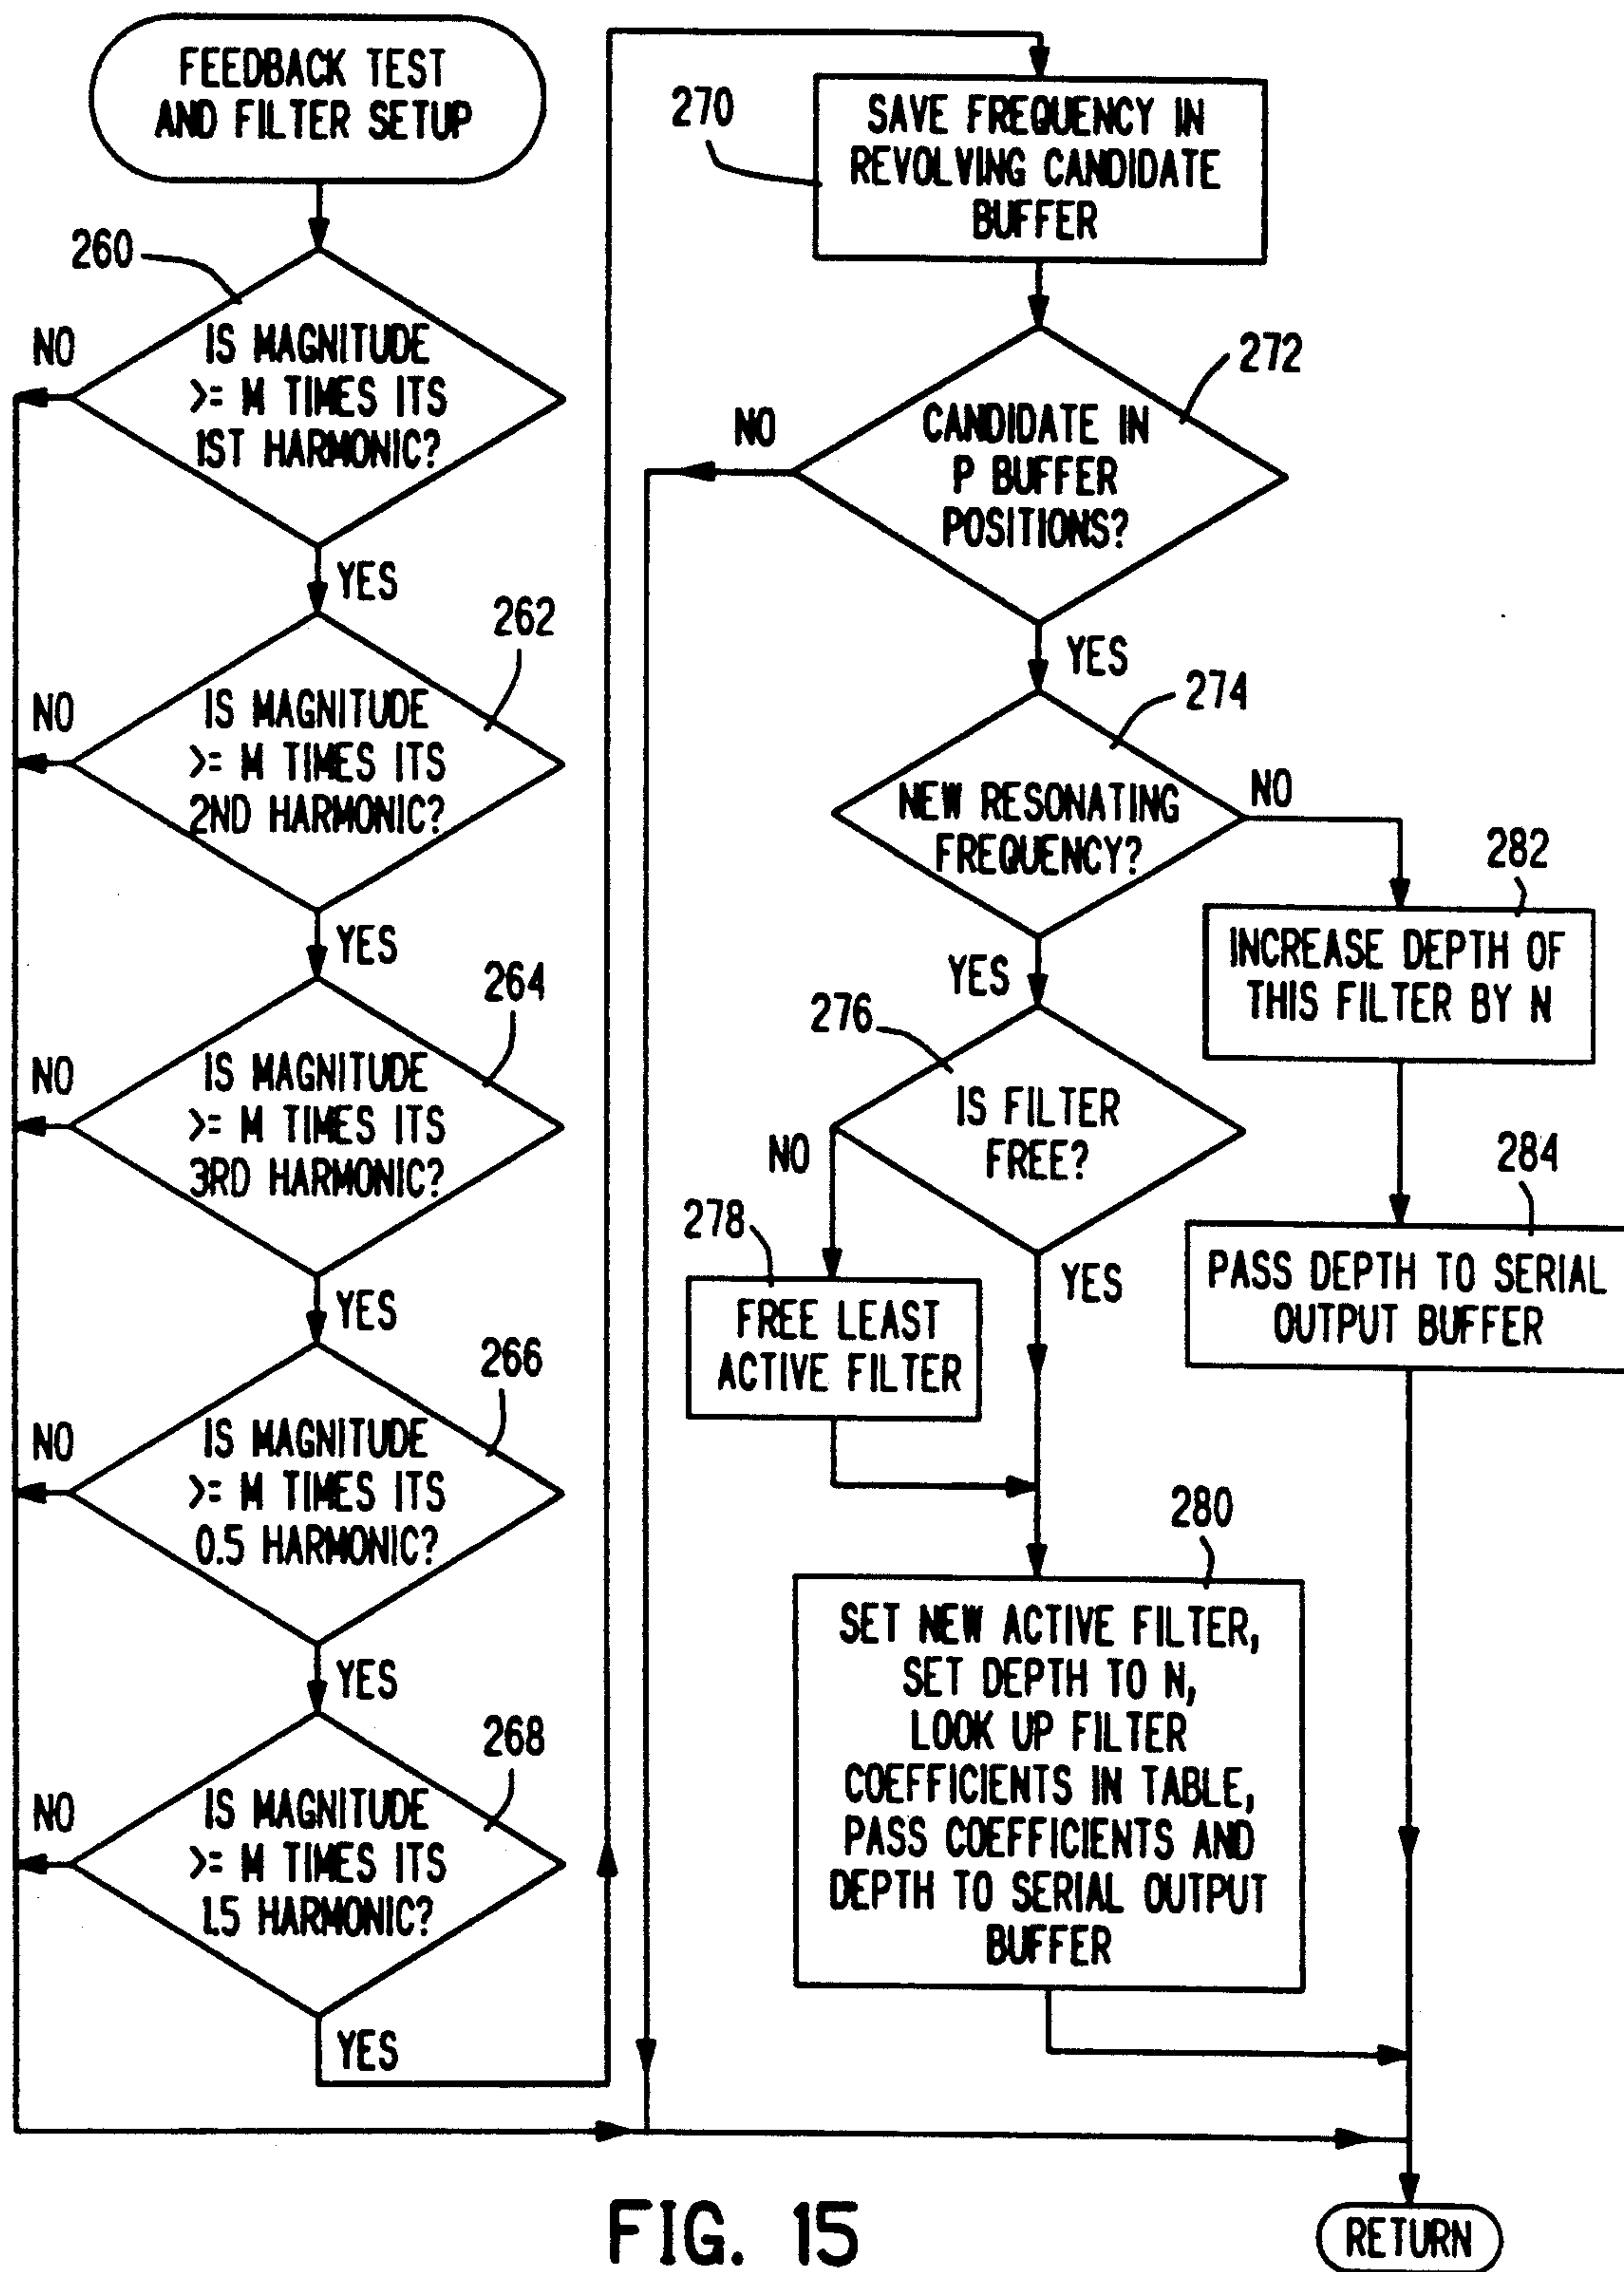 FEEDBACK TEST
AND FILTER SETUP
260
NO
IS MAGNITUDE
>= M TIMES ITS
1ST HARMONIC?
YES
262
NO
IS MAGNITUDE
>= M TIMES ITS
2ND HARMONIC?
YES
264
NO
IS MAGNITUDE
>= M TIMES ITS
3RD HARMONIC?
YES
266
NO
IS MAGNITUDE
>= M TIMES ITS
0.5 HARMONIC?
YES
268
NO
IS MAGNITUDE
>= M TIMES ITS
1.5 HARMONIC?
YES
270
SAVE FREQUENCY IN
REVOLVING CANDIDATE
BUFFER
272
NO
CANDIDATE IN
P BUFFER
POSITIONS?
YES
274
NEW RESONATING
FREQUENCY?
NO
YES
282
INCREASE DEPTH OF
THIS FILTER BY N
276
IS FILTER
FREE?
NO
YES
284
PASS DEPTH TO SERIAL
OUTPUT BUFFER
278
FREE LEAST
ACTIVE FILTER
280
SET NEW ACTIVE FILTER,
SET DEPTH TO N,
LOOK UP FILTER
COEFFICIENTS IN TABLE,
PASS COEFFICIENTS AND
DEPTH TO SERIAL OUTPUT
BUFFER
RETURN
FIG. 15